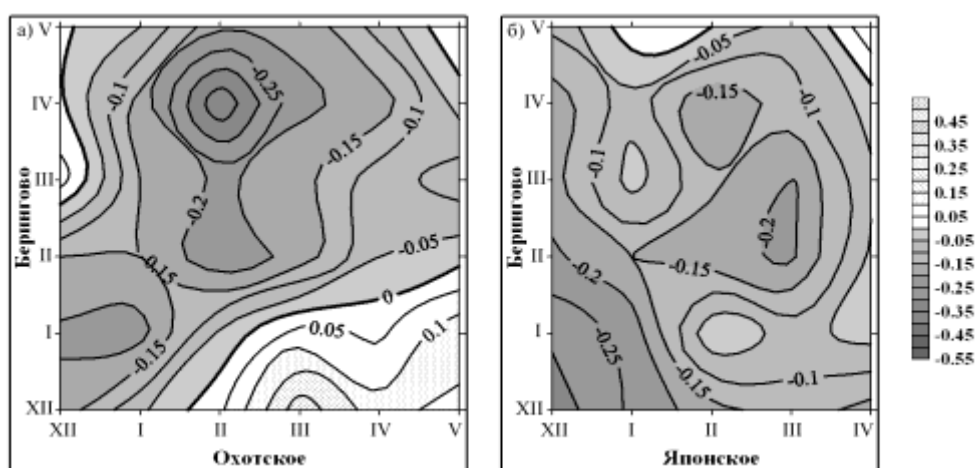 а)
V
IV
III
II
I
XII
Берингово
-0.1
-0.25
-0.1
-0.15
-0.2
-0.05
-0.15
0
-0.15
0.05
0.1
XII I II III IV V
Охотское
б)
V
IV
III
II
I
XII
Берингово
-0.05
-0.15
-0.1
-0.2
-0.15
-0.2
-0.25
-0.15
-0.1
XII I II III IV
Японское
0.45
0.35
0.25
0.15
0.05
-0.05
-0.15
-0.25
-0.35
-0.45
-0.55